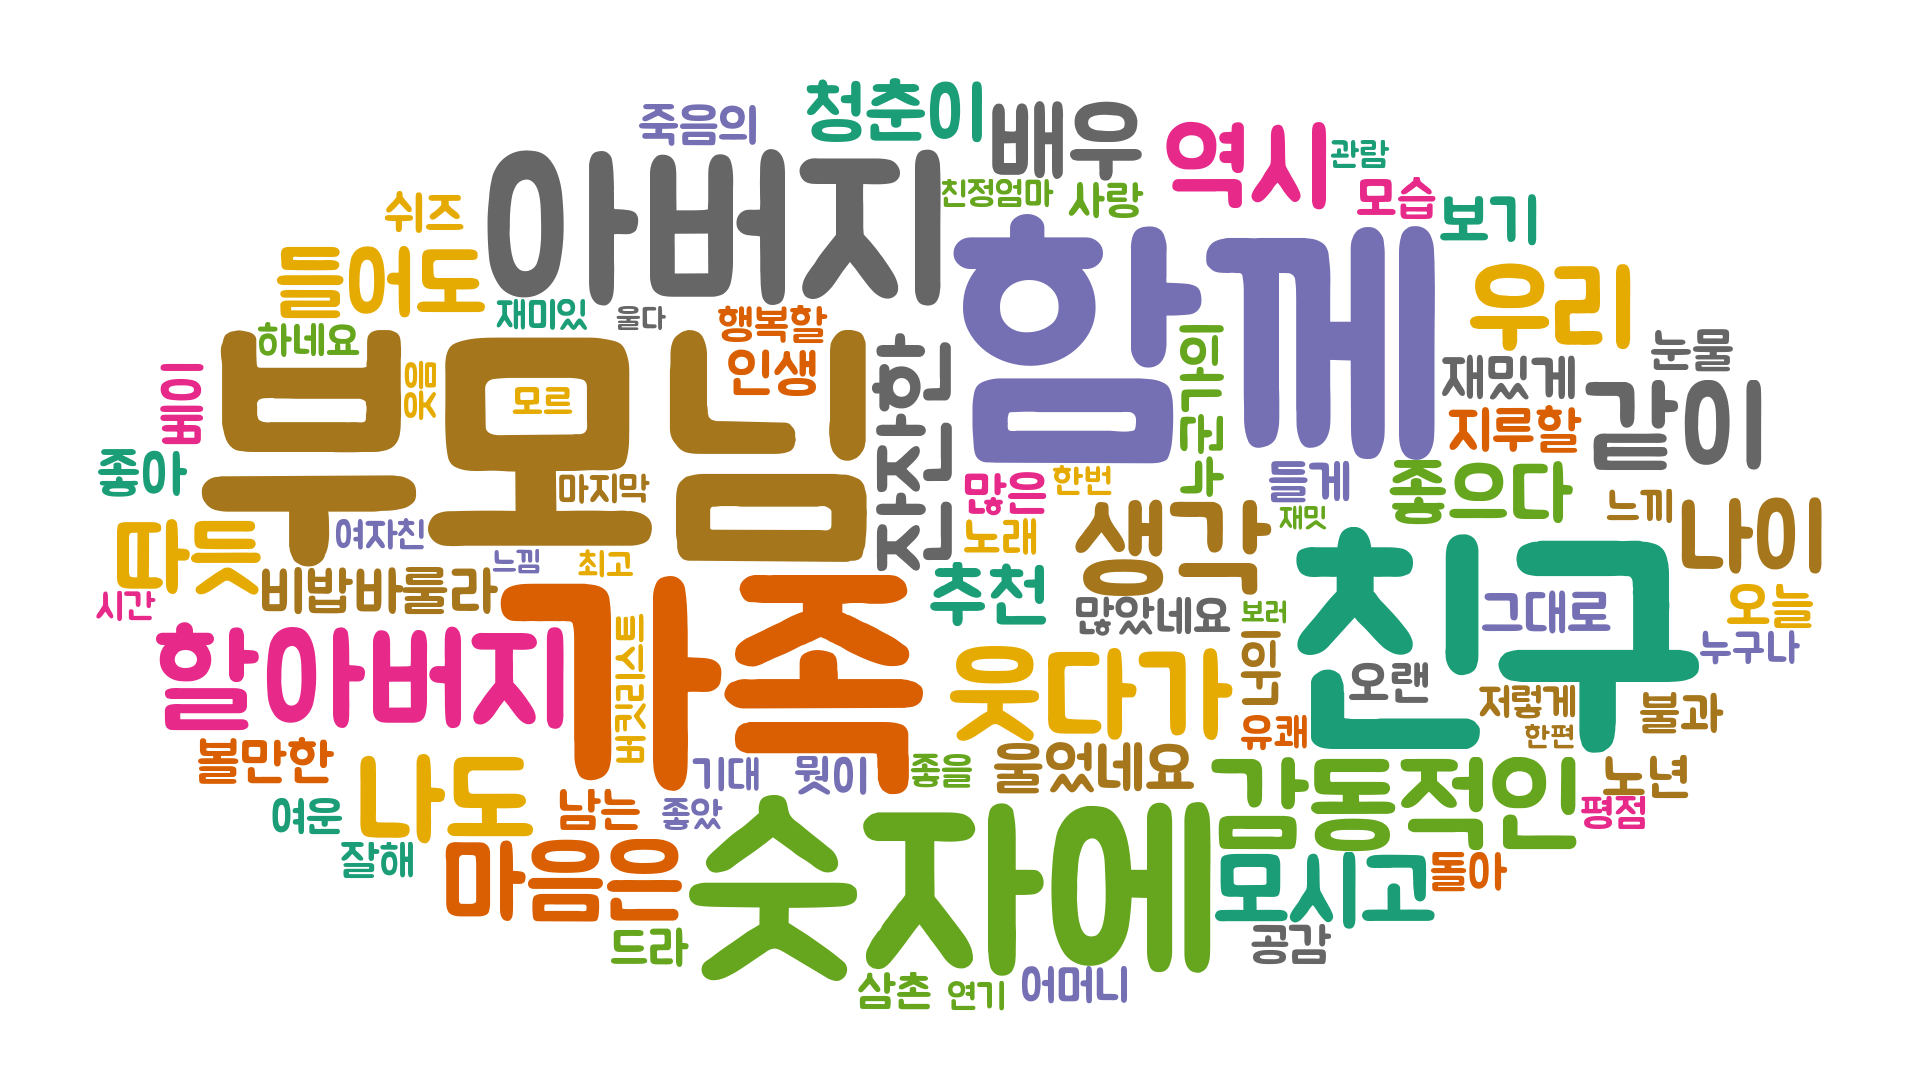 죽음의
청춘이
배우
역시
관람
쉬즈
아버지
친정엄마
사랑
모습
보기
들어도
함께
우리
하네요
재미있
울다
행복할
눈물
베이
부모님
웃음
모르
인생
잔잔한
누군
재밌게
같이
지루할
좋아
마지막
많은
한번
들게
좋으다
느끼
나이
따듯
여자친
느낌
최고
노래
생각
재밋
친구
시간
비밥바룰라
가족
추천
많았네요
보러
그대로
오늘
누구나
할아버지
버킷리스트
웃다가
오랜
저렇게
불과
유쾌
한편
볼만한
나도
기대
뭣이
좋을
울었네요
감동적인
노년
평점
여운
남는
좋았
잘해
마음은
숫자에
모시고
돌아
드라
공감
삼촌
연기
어머니